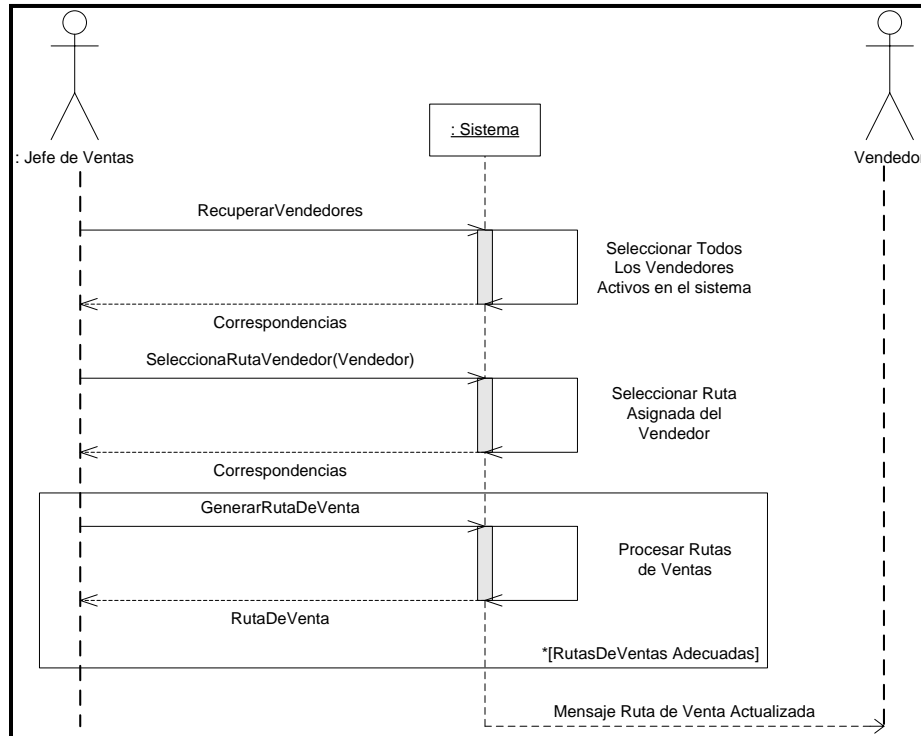 : Sistema
: Jefe de Ventas
Vendedor
RecuperarVendedores
Seleccionar Todos
Los Vendedores
Activos en el sistema
Correspondencias
SeleccionaRutaVendedor(Vendedor)
Seleccionar Ruta
Asignada del
Vendedor
Correspondencias
GenerarRutaDeVenta
Procesar Rutas
de Ventas
RutaDeVenta
*[RutasDeVentas Adecuadas]
Mensaje Ruta de Venta Actualizada